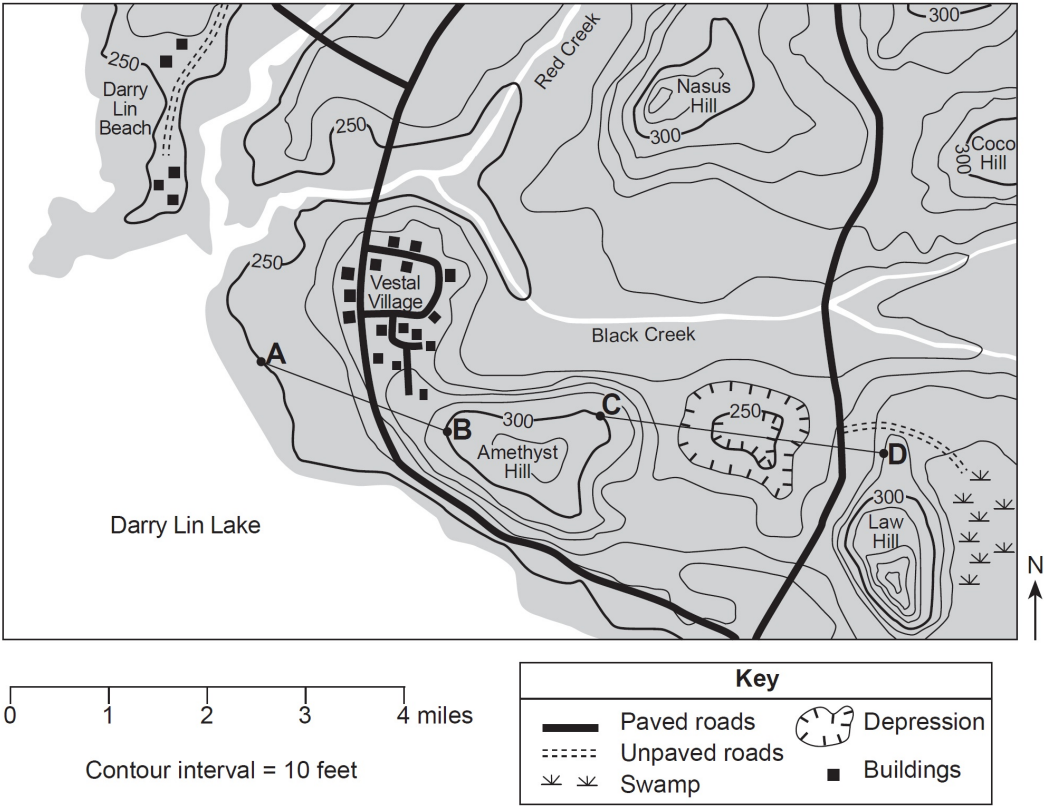 300
250
Darry
Lin
Beach
Red Creek
Nasus
Hill
300
250
Coco
Hill
300
250
Vestal
Village
Black Creek
A
B
C
D
300
250
Amethyst
Hill
300
Law
Hill
Darry Lin Lake
N
0 1 2 3 4 miles
Contour interval = 10 feet
Key
Paved roads
Unpaved roads
Swamp
Depression
Buildings